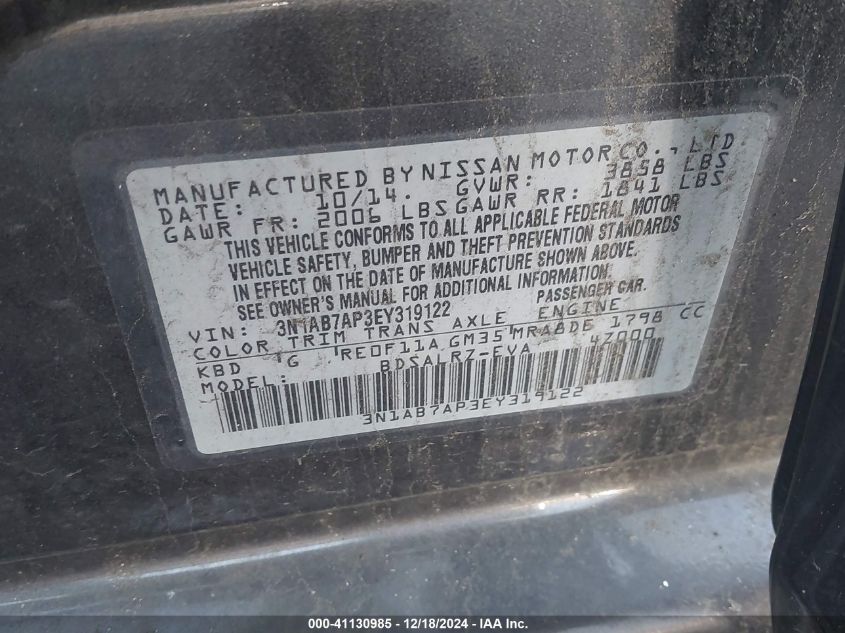 MANUFACTURED BY NISSAN MOTOR CO., LTD
DATE: 10/14. GVWR: 3858 LBS
GAWR FR: 2006 LBS GAWR RR: 1841 LBS
THIS VEHICLE CONFORMS TO ALL APPLICABLE FEDERAL MOTOR
VEHICLE SAFETY, BUMPER AND THEFT PREVENTION STANDARDS
IN EFFECT ON THE DATE OF MANUFACTURE SHOWN ABOVE.
SEE OWNER'S MANUAL FOR ADDITIONAL INFORMATION.
VIN: 3N1AB7AP3EY319122 PASSENGER CAR.
COLOR TRIM TRANS AXLE ENGINE
KBD G RE0F11A GM35 MRA8DE 1798 CC
MODEL: BDSALRZ-EVA 4Z000
3N1AB7AP3EY319122
000-41130985 - 12/18/2024 - IAA Inc.